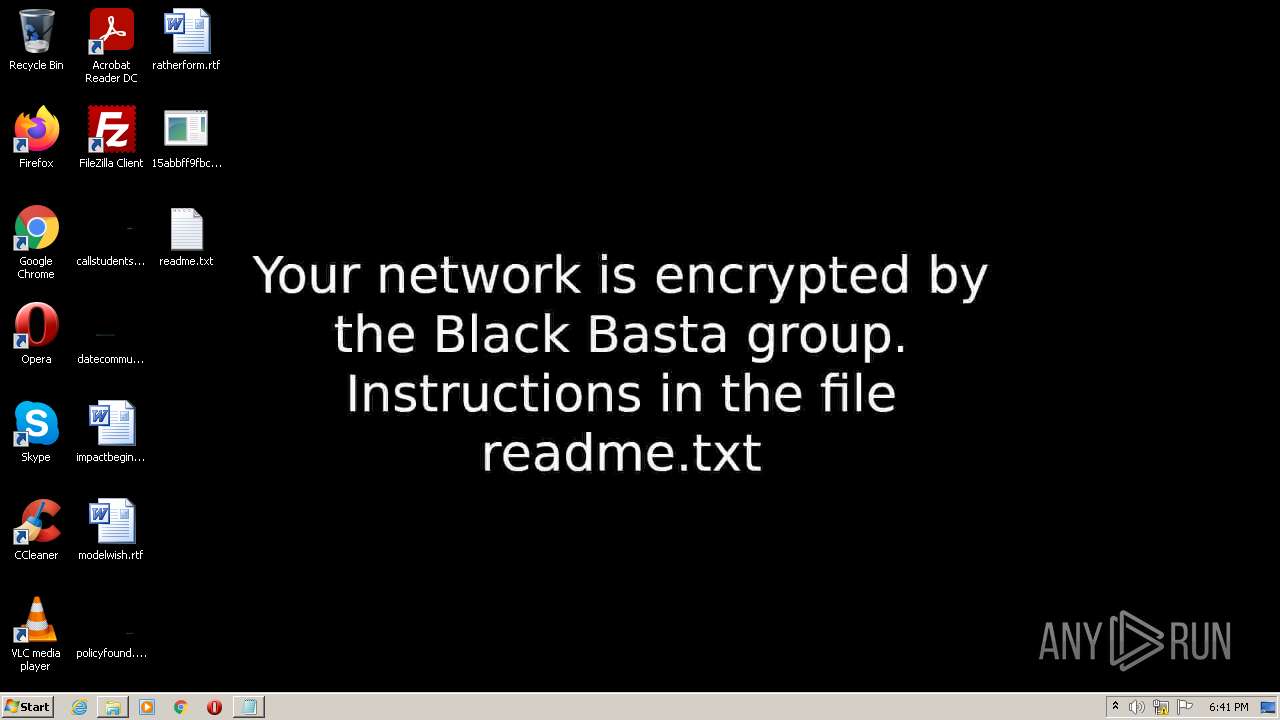 Recycle Bin
Acrobat
Reader DC
ratherform.rtf
Firefox
FileZilla Client
15abbff9fbc...
Google
Chrome
callstudents...
readme.txt
Your network is encrypted by
the Black Basta group.
Instructions in the file
readme.txt
Opera
datecommu...
Skype
impactbegin...
CCleaner
modelwish.rtf
VLC media
player
policyfound....
ANY RUN
Start
6:41 PM